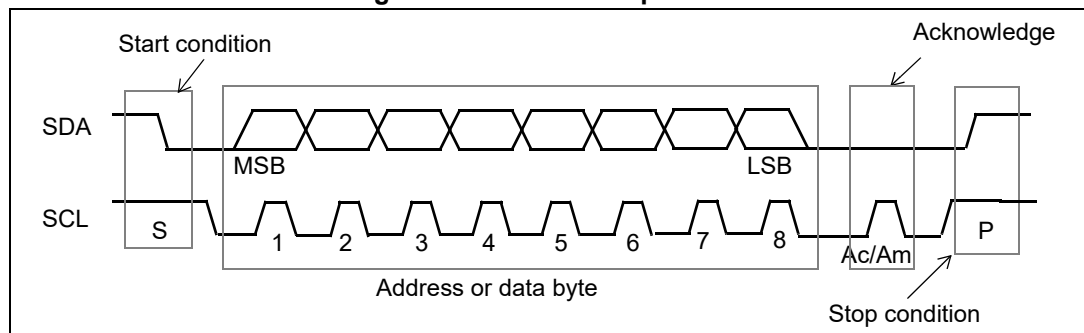 Start condition
Acknowledge
SDA
MSB
LSB
SCL
S
1 2 3 4 5 6 7 8
Ac/Am
P
Address or data byte
Stop condition